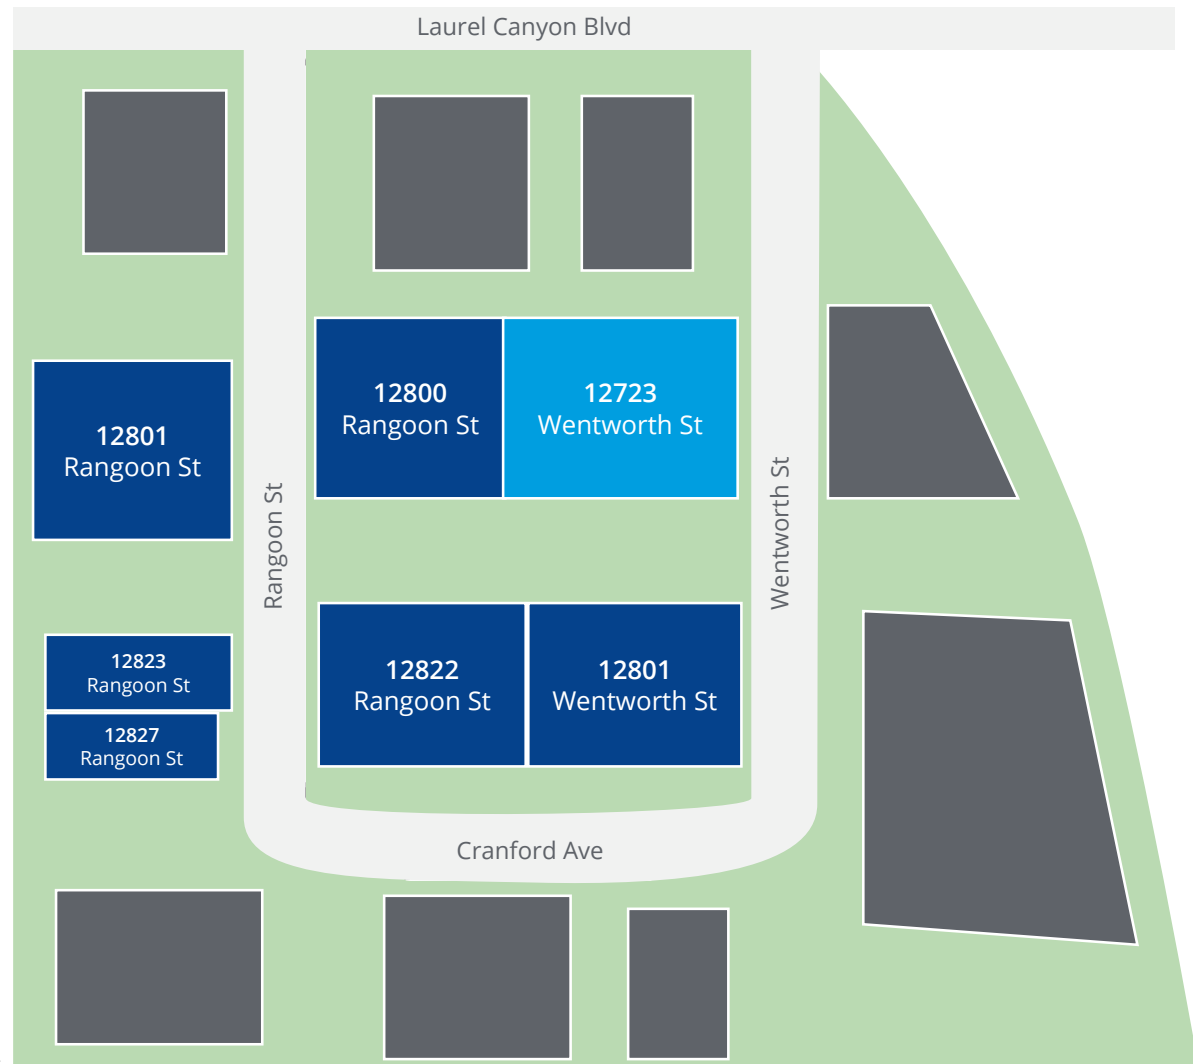 Laurel Canyon Blvd
12800
Rangoon St
12723
Wentworth St
12801
Rangoon St
Rangoon St
Wentworth St
12823
Rangoon St
12827
Rangoon St
12822
Rangoon St
12801
Wentworth St
Cranford Ave